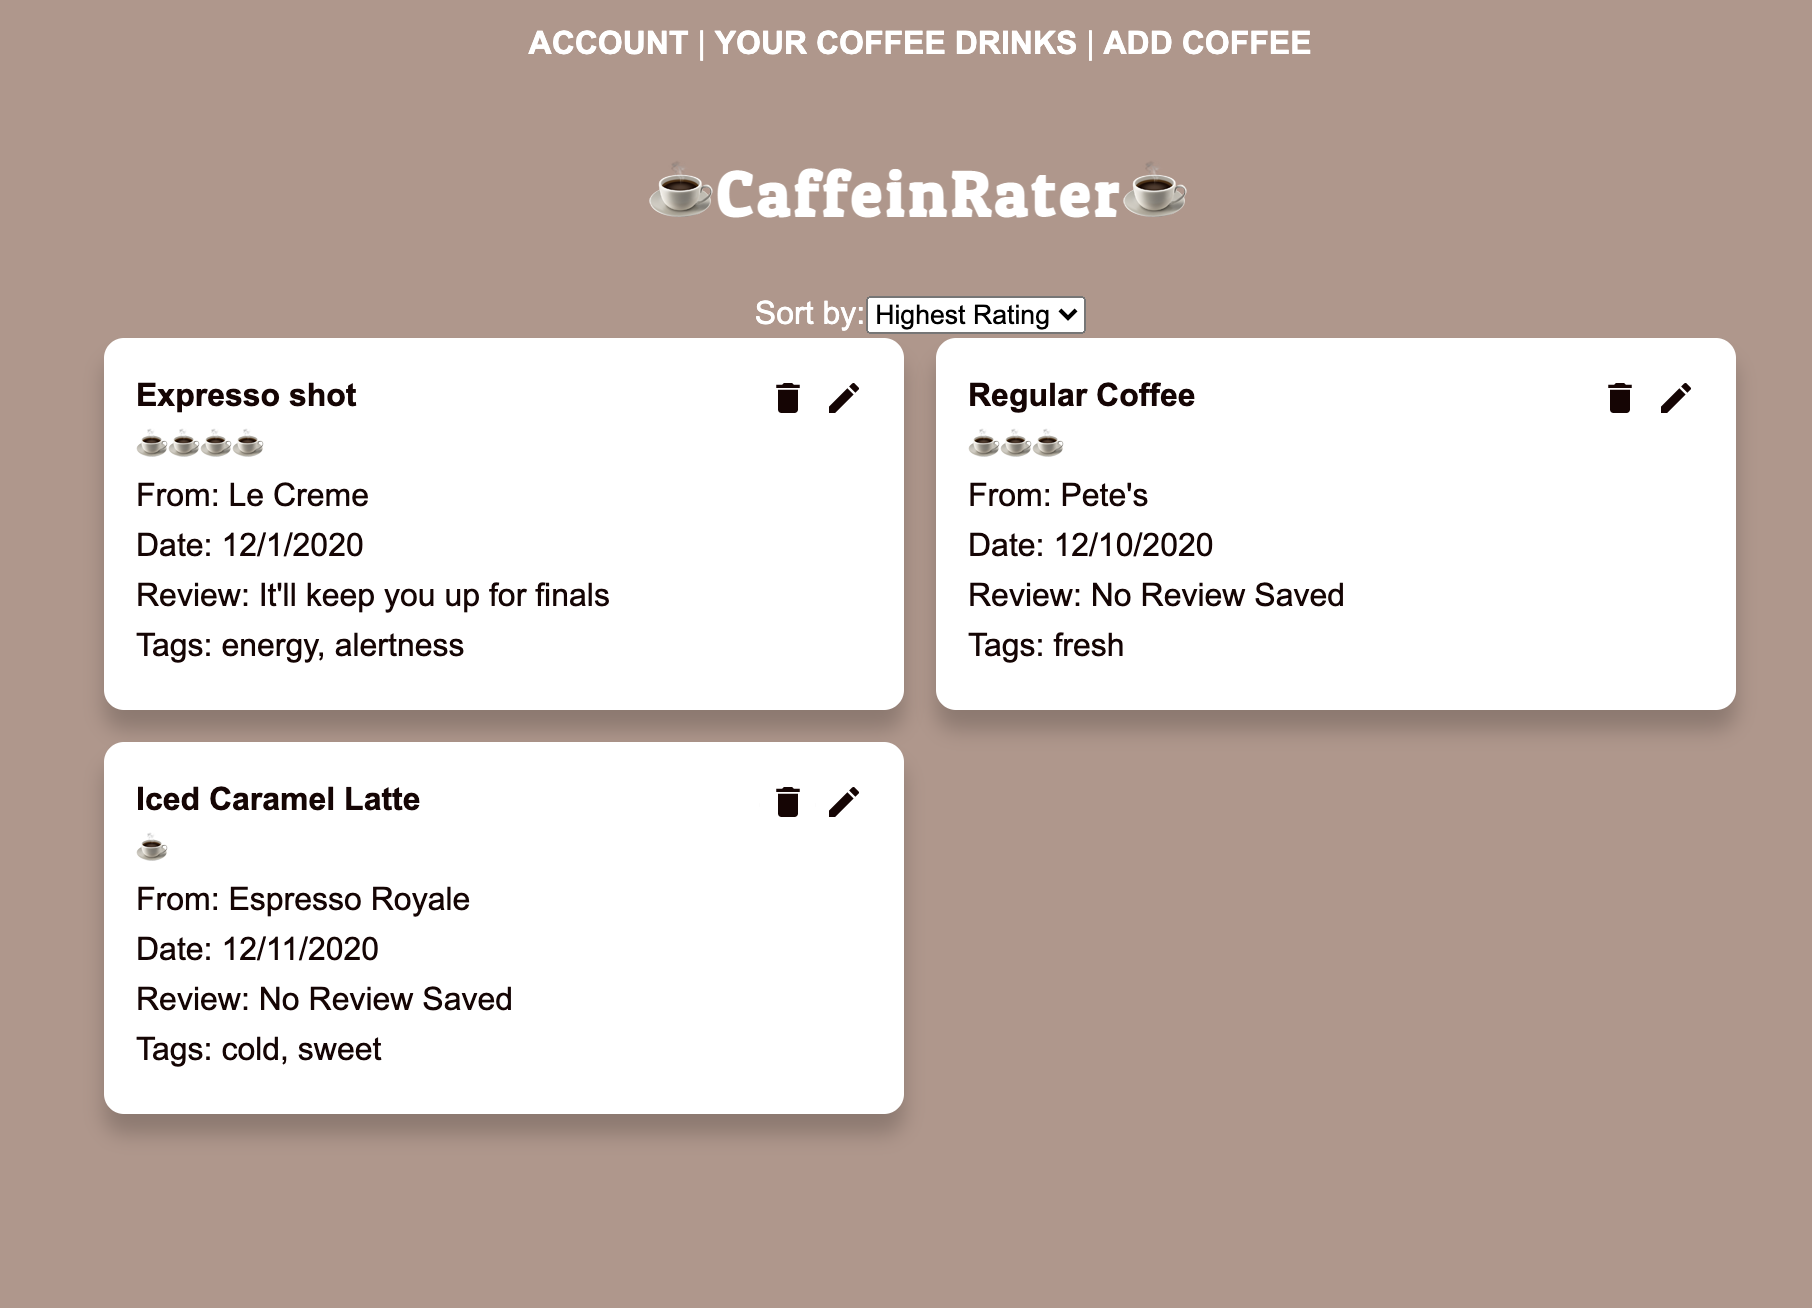 ACCOUNT | YOUR COFFEE DRINKS | ADD COFFEE
☕CaffeinRater☕
Sort by: Highest Rating
Expresso shot
☕☕☕☕
From: Le Creme
Date: 12/1/2020
Review: It'll keep you up for finals
Tags: energy, alertness
Regular Coffee
☕☕☕
From: Pete's
Date: 12/10/2020
Review: No Review Saved
Tags: fresh
Iced Caramel Latte
☕
From: Espresso Royale
Date: 12/11/2020
Review: No Review Saved
Tags: cold, sweet